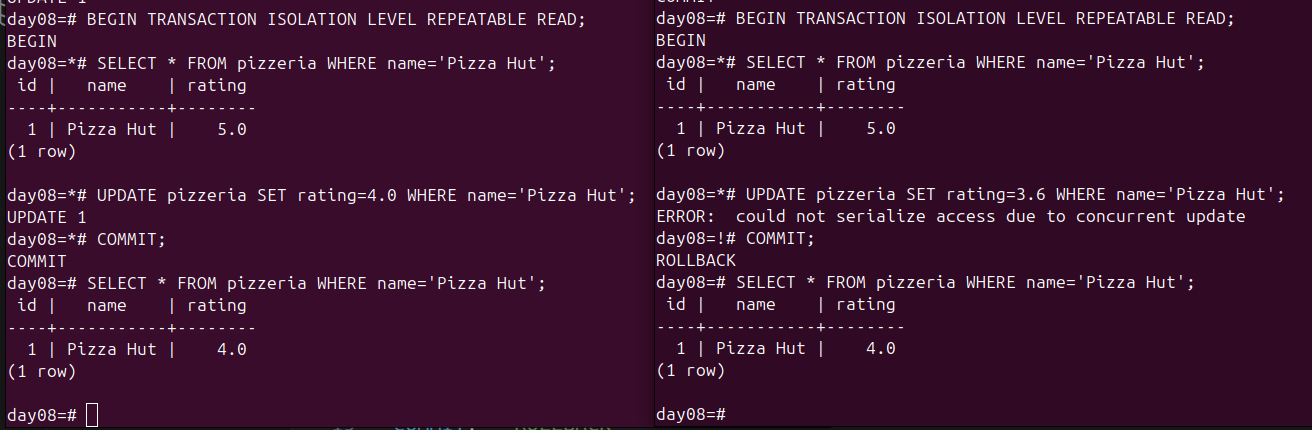 UPDATE 1
day08=# BEGIN TRANSACTION ISOLATION LEVEL REPEATABLE READ;
BEGIN
day08=*# SELECT * FROM pizzeria WHERE name='Pizza Hut';
 id |   name    | rating
----+-----------+--------
  1 | Pizza Hut |    5.0
(1 row)

day08=*# UPDATE pizzeria SET rating=4.0 WHERE name='Pizza Hut';
UPDATE 1
day08=*# COMMIT;
COMMIT
day08=# SELECT * FROM pizzeria WHERE name='Pizza Hut';
 id |   name    | rating
----+-----------+--------
  1 | Pizza Hut |    4.0
(1 row)

day08=#
COMMIT
day08=# BEGIN TRANSACTION ISOLATION LEVEL REPEATABLE READ;
BEGIN
day08=*# SELECT * FROM pizzeria WHERE name='Pizza Hut';
 id |   name    | rating
----+-----------+--------
  1 | Pizza Hut |    5.0
(1 row)

day08=*# UPDATE pizzeria SET rating=3.6 WHERE name='Pizza Hut';
ERROR:  could not serialize access due to concurrent update
day08=!# COMMIT;
ROLLBACK
day08=# SELECT * FROM pizzeria WHERE name='Pizza Hut';
 id |   name    | rating
----+-----------+--------
  1 | Pizza Hut |    4.0
(1 row)

day08=#